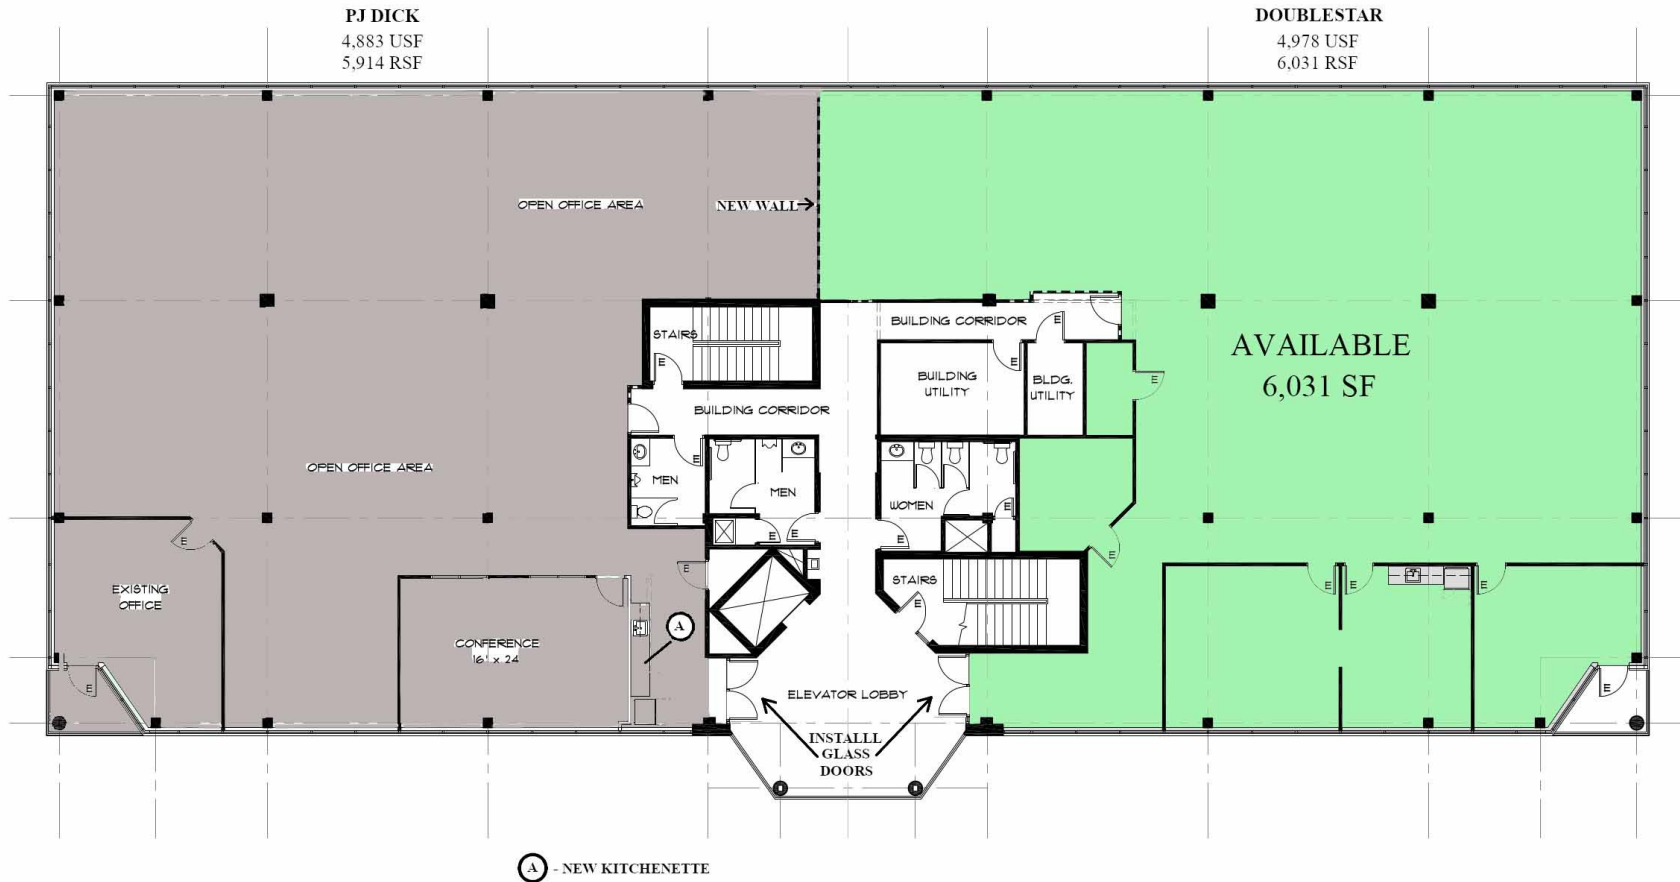 PJ DICK
4,883 USF
5,914 RSF
DOUBLESTAR
4,978 USF
6,031 RSF
OPEN OFFICE AREA
NEW WALL
STAIRS
E
BUILDING CORRIDOR
E
AVAILABLE
6,031 SF
BUILDING
UTILITY
E
BLDG.
UTILITY
E
BUILDING CORRIDOR
OPEN OFFICE AREA
E
MEN
MEN
E
E
WOMEN
E
E
E
E
EXISTING
OFFICE
E
STAIRS
E
E
E
E
CONFERENCE
16' x 24
A
E
ELEVATOR LOBBY
E
INSTALLL
GLASS
DOORS
A - NEW KITCHENETTE